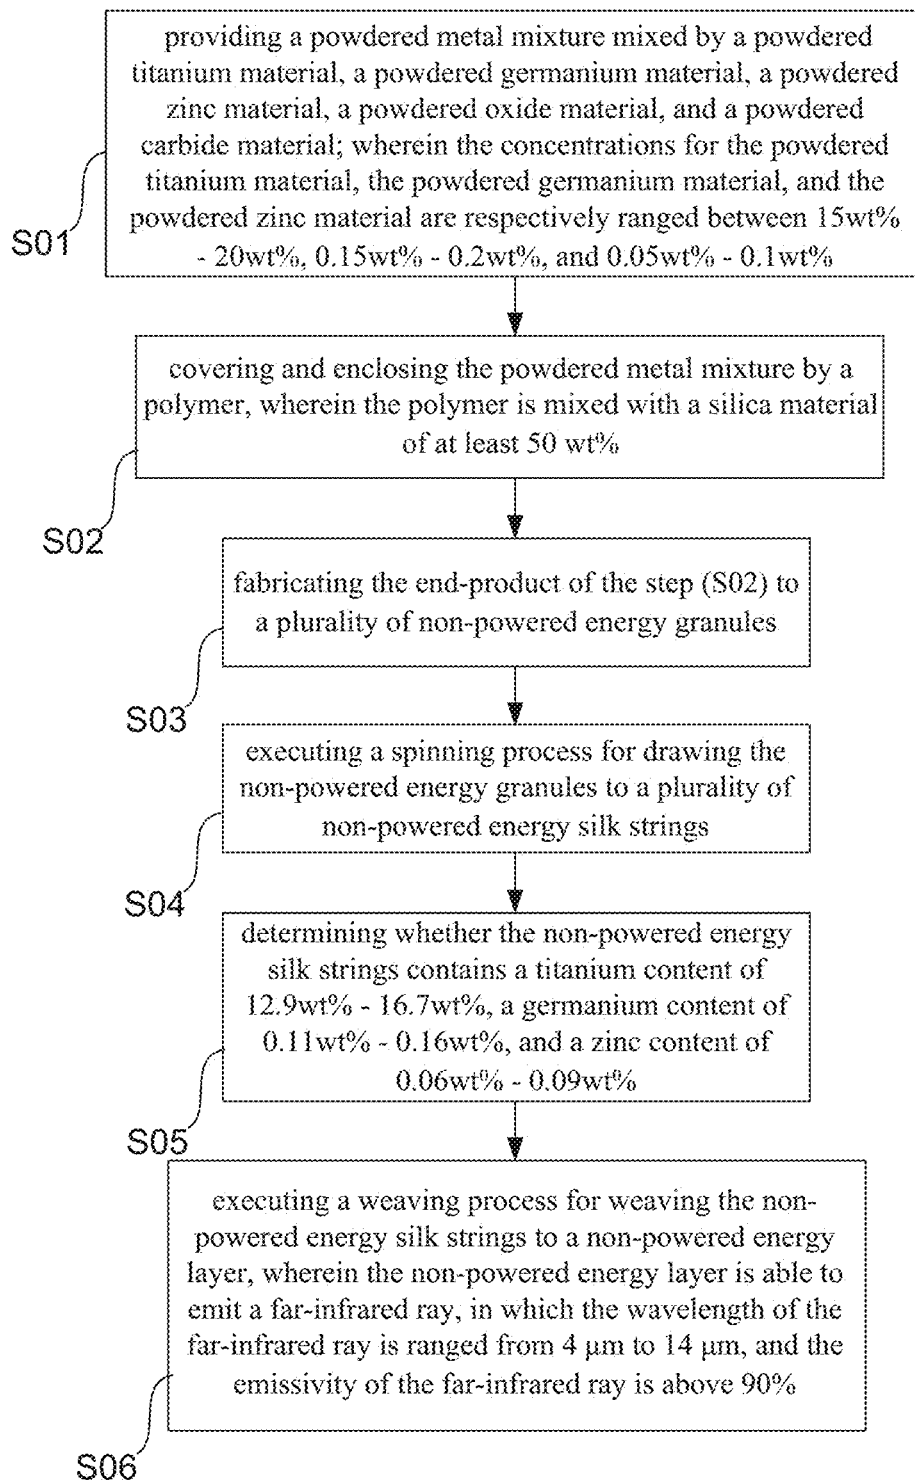 providing a powdered metal mixture mixed by a powdered
titanium material, a powdered germanium material, a powdered
zinc material, a powdered oxide material, and a powdered
carbide material; wherein the concentrations for the powdered
titanium material, the powdered germanium material, and the
powdered zinc material are respectively ranged between 15wt%
- 20wt%, 0.15wt% - 0.2wt%, and 0.05wt% - 0.1wt%
S01
covering and enclosing the powdered metal mixture by a
polymer, wherein the polymer is mixed with a silica material
of at least 50 wt%
S02
fabricating the end-product of the step (S02) to
a plurality of non-powered energy granules
S03
executing a spinning process for drawing the
non-powered energy granules to a plurality of
non-powered energy silk strings
S04
determining whether the non-powered energy
silk strings contains a titanium content of
12.9wt% - 16.7wt%, a germanium content of
0.11wt% - 0.16wt%, and a zinc content of
0.06wt% - 0.09wt%
S05
executing a weaving process for weaving the non-
powered energy silk strings to a non-powered energy
layer, wherein the non-powered energy layer is able to
emit a far-infrared ray, in which the wavelength of the
far-infrared ray is ranged from 4 μm to 14 μm, and the
emissivity of the far-infrared ray is above 90%
S06